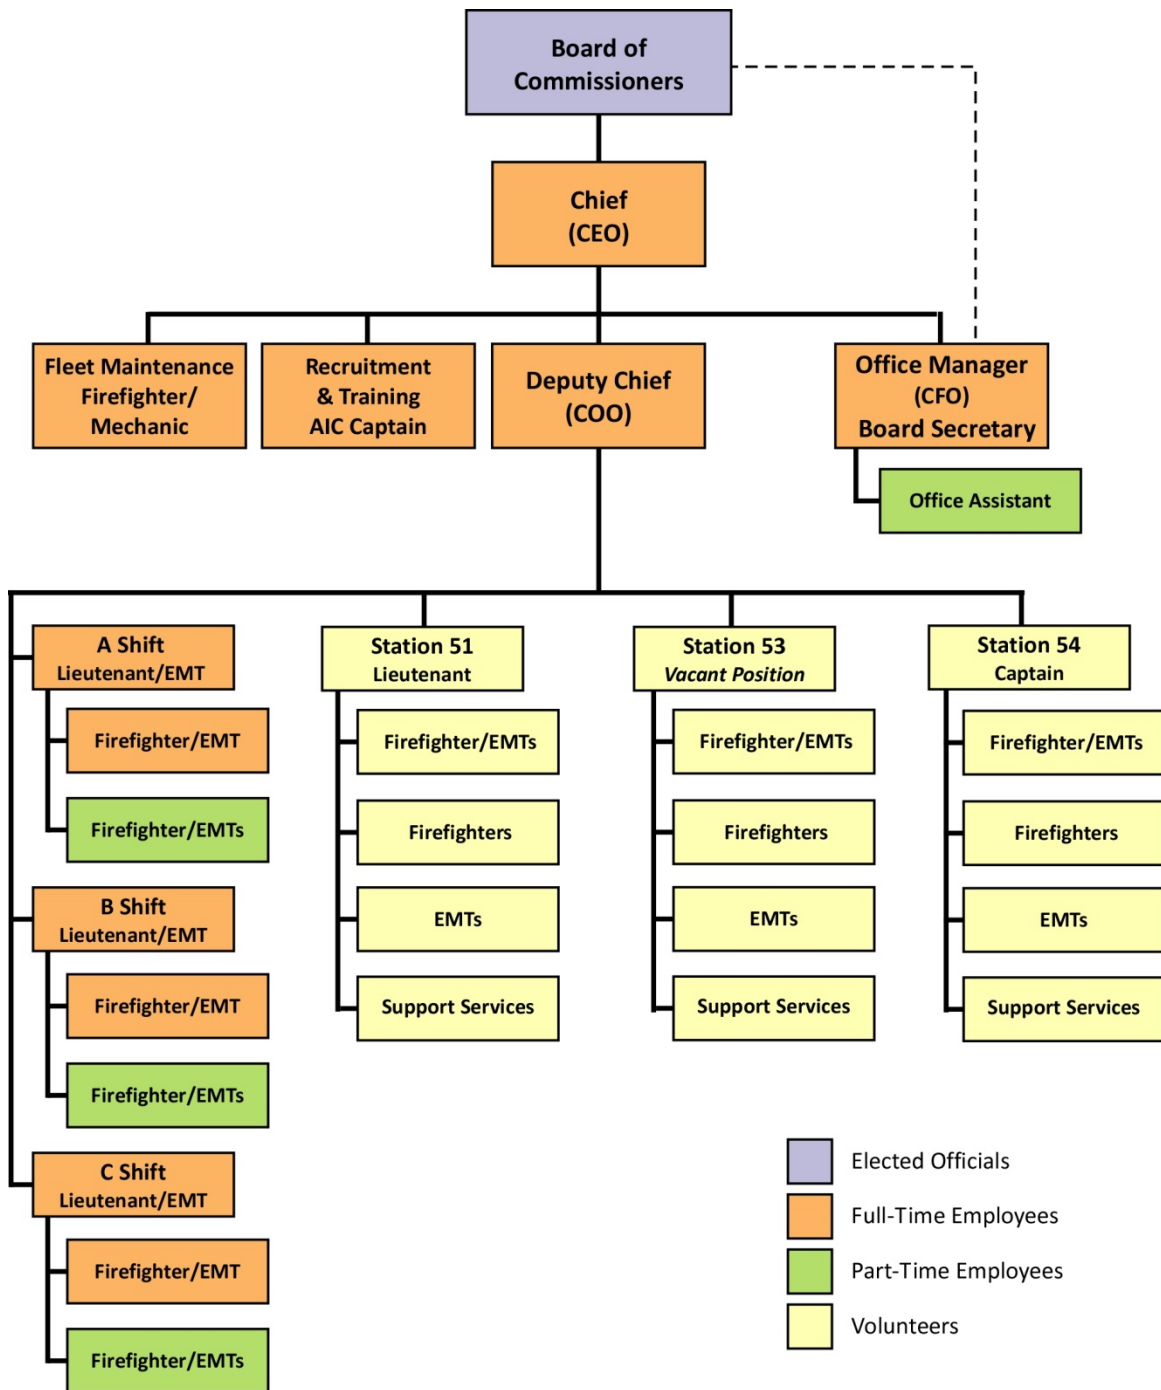 Board of
Commissioners
Chief
(CEO)
Fleet Maintenance
Firefighter/
Mechanic
Recruitment
& Training
AIC Captain
Deputy Chief
(COO)
Office Manager
(CFO)
Board Secretary
Office Assistant
A Shift
Lieutenant/EMT
Firefighter/EMT
Firefighter/EMTs
B Shift
Lieutenant/EMT
Firefighter/EMT
Firefighter/EMTs
C Shift
Lieutenant/EMT
Firefighter/EMT
Firefighter/EMTs
Station 51
Lieutenant
Firefighter/EMTs
Firefighters
EMTs
Support Services
Station 53
Vacant Position
Firefighter/EMTs
Firefighters
EMTs
Support Services
Station 54
Captain
Firefighter/EMTs
Firefighters
EMTs
Support Services
Elected Officials
Full-Time Employees
Part-Time Employees
Volunteers